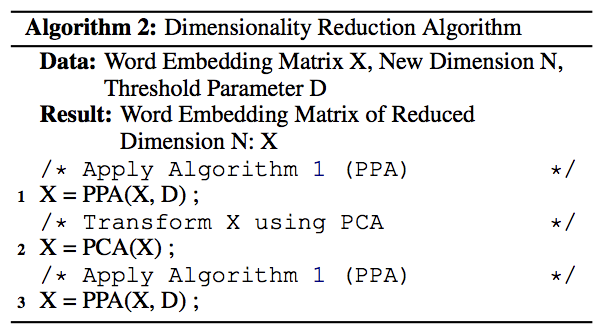 Algorithm 2: Dimensionality Reduction Algorithm
Data: Word Embedding Matrix X, New Dimension N,
Threshold Parameter D
Result: Word Embedding Matrix of Reduced
Dimension N: X
/* Apply Algorithm 1 (PPA) */
1 X = PPA(X, D) ;
/* Transform X using PCA */
2 X = PCA(X) ;
/* Apply Algorithm 1 (PPA) */
3 X = PPA(X, D) ;